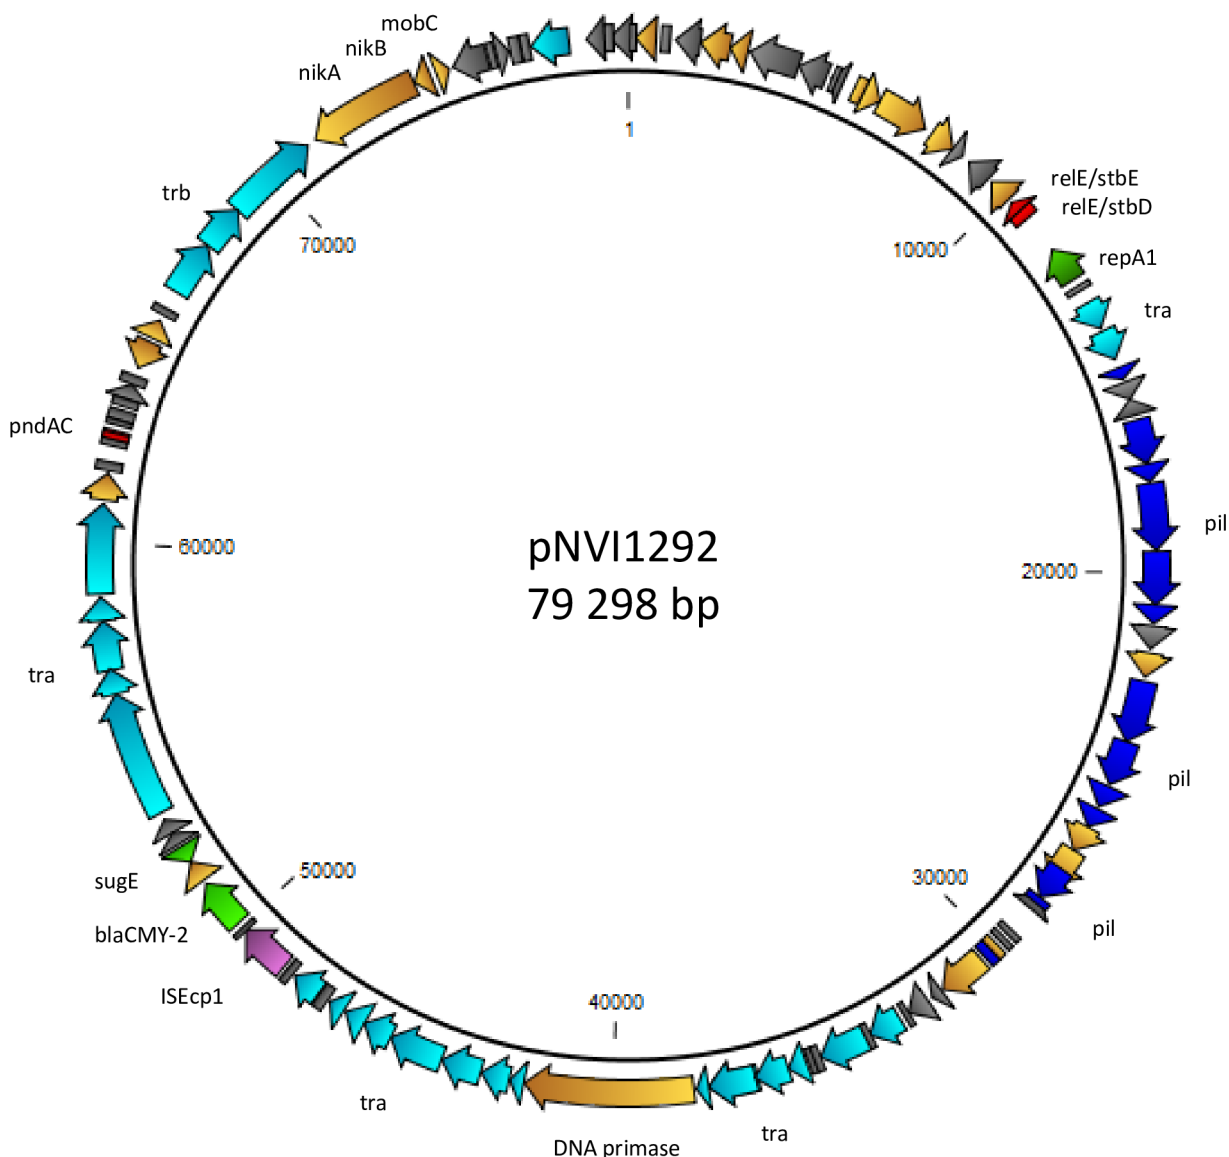 mobC
nikB
nikA
1
relE/stbE
relE/stbD
trb
70000
10000
repA1
tra
pndAC
pil
pNVI1292
60000
20000
79 298 bp
tra
pil
50000
30000
sugE
blaCMY-2
pil
ISEcp1
40000
tra
tra
DNA primase